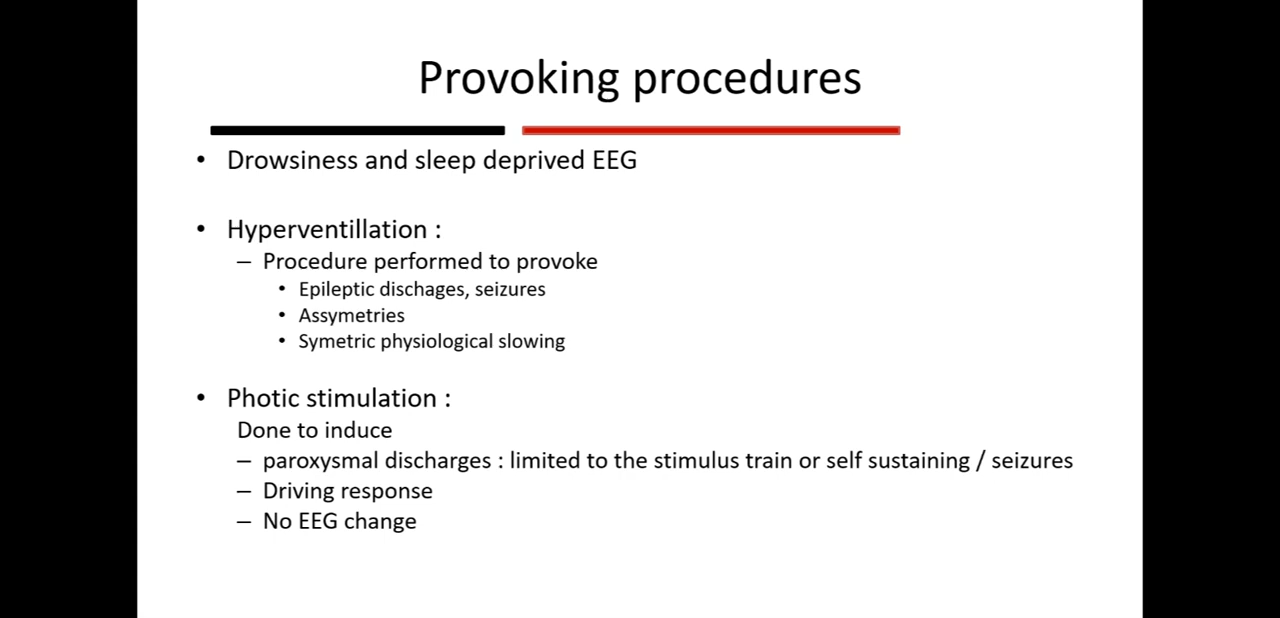 Provoking procedures
• Drowsiness and sleep deprived EEG
• Hyperventillation :
– Procedure performed to provoke
• Epileptic dischages, seizures
• Assymetries
• Symetric physiological slowing
• Photic stimulation :
Done to induce
– paroxysmal discharges : limited to the stimulus train or self sustaining / seizures
– Driving response
– No EEG change